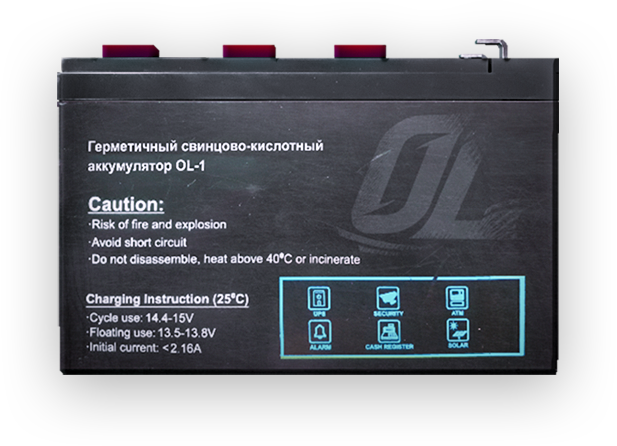 OL
Герметичный свинцово-кислотный
аккумулятор OL-1
Caution:
·Risk of fire and explosion
·Avoid short circuit
·Do not disassemble, heat above 40°C or incinerate
Charging Instruction (25°C)
·Cycle use: 14.4-15V
·Floating use: 13.5-13.8V
·Initial current: <2.16A
UPS SECURITY ATM
ALARM CASH REGISTER SOLAR